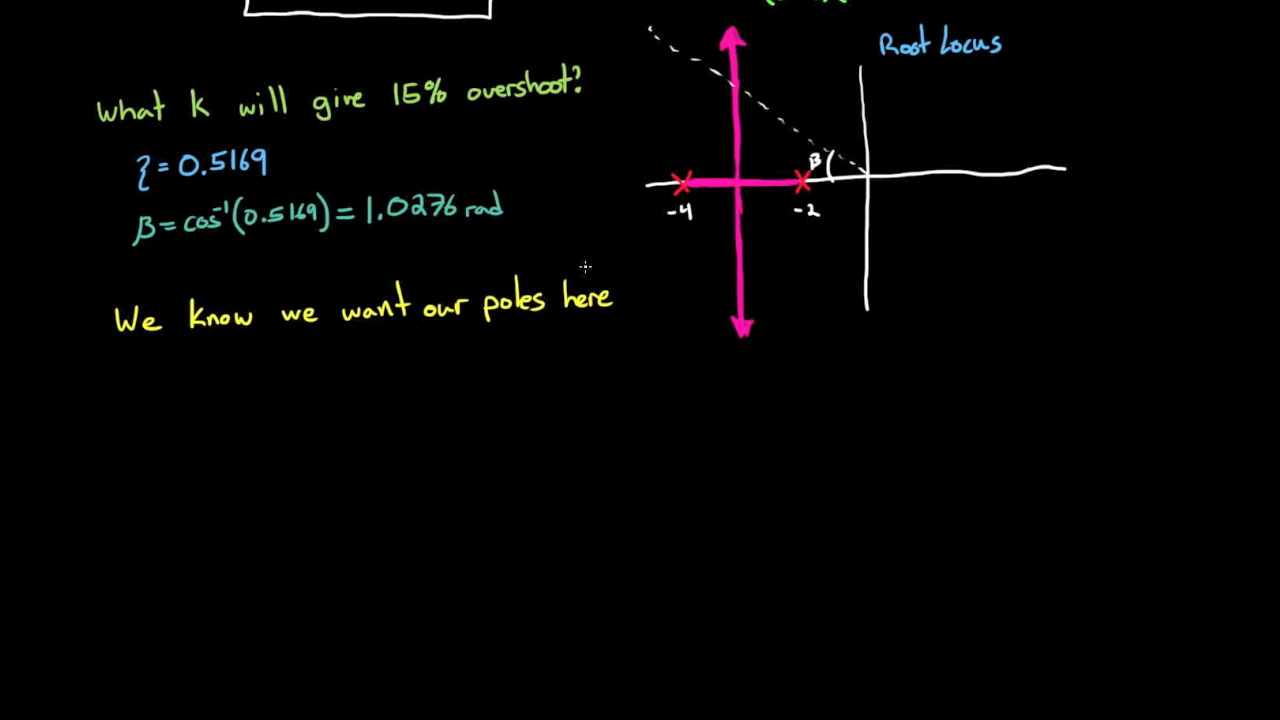 Root Locus
What k will give 15% overshoot?
ζ = 0.5169
β = cos⁻¹(0.5169) = 1.0276 rad
β
-4
-2
We know we want our poles here